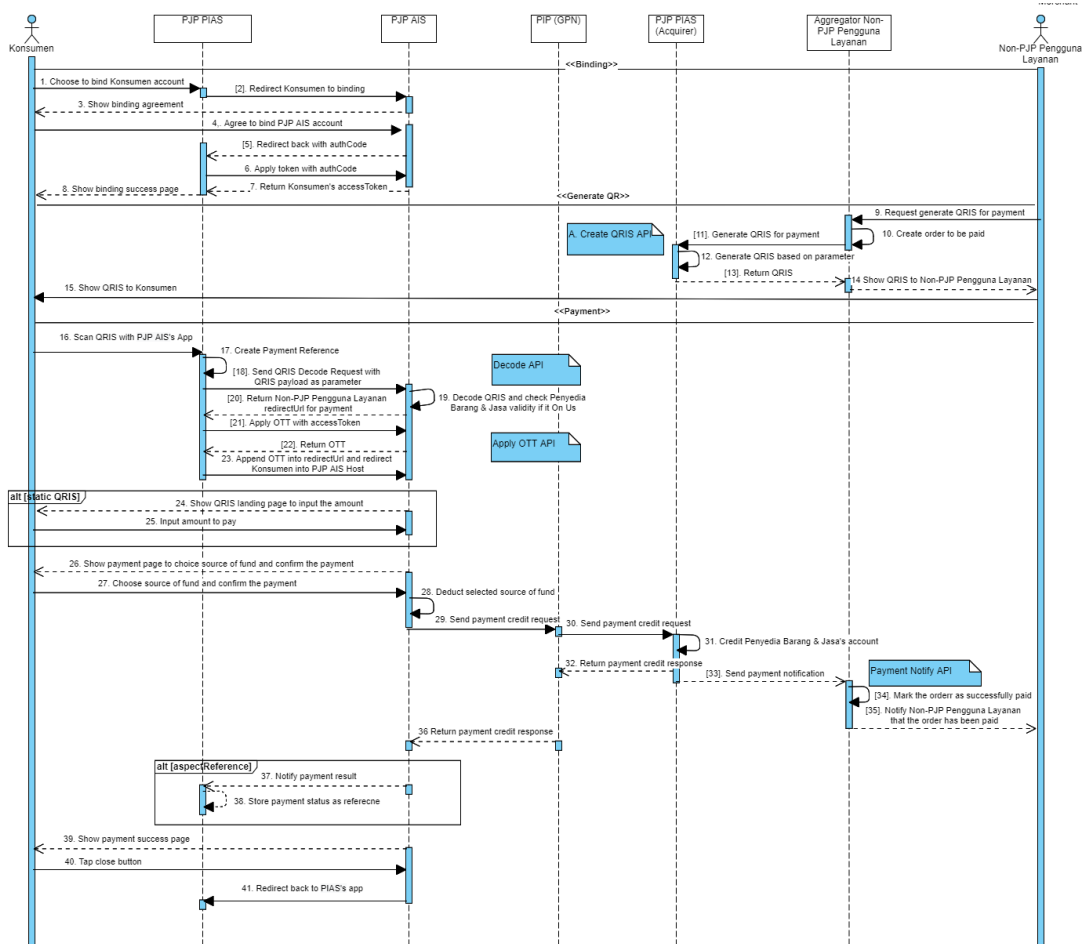 PJP PIAS
PJP AIS
PIP (GPN)
PJP PIAS
(Acquirer)
Aggregator Non-
PJP Pengguna
Layanan
Konsumen
Non-PJP Pengguna
Layanan
<<Binding>>
1. Choose to bind Konsumen account
[2]. Redirect Konsumen to binding
3. Show binding agreement
4,. Agree to bind PJP AIS account
[5]. Redirect back with authCode
6. Apply token with authCode
7. Return Konsumen's accessToken
8. Show binding success page
<<Generate QR>>
9. Request generate QRIS for payment
A. Create QRIS API
[11]. Generate QRIS for payment
10. Create order to be paid
12. Generate QRIS based on parameter
[13]. Return QRIS
14 Show QRIS to Non-PJP Pengguna Layanan
15. Show QRIS to Konsumen
<<Payment>>
16. Scan QRIS with PJP AIS's App
17. Create Payment Reference
Decode API
[18]. Send QRIS Decode Request with
QRIS payload as parameter
19. Decode QRIS and check Penyedia
Barang & Jasa validity if it On Us
[20]. Return Non-PJP Pengguna Layanan
redirectUrl for payment
[21]. Apply OTT with accessToken
Apply OTT API
[22]. Return OTT
23. Append OTT into redirectUrl and redirect
Konsumen into PJP AIS Host
alt [static QRIS]
24. Show QRIS landing page to input the amount
25. Input amount to pay
26. Show payment page to choice source of fund and confirm the payment
27. Choose source of fund and confirm the payment
28. Deduct selected source of fund
29. Send payment credit request
30. Send payment credit request
31. Credit Penyedia Barang & Jasa's account
32. Return payment credit response
Payment Notify API
[33]. Send payment notification
[34]. Mark the orderr as successfully paid
[35]. Notify Non-PJP Pengguna Layanan
that the order has been paid
36 Return payment credit response
alt [aspectReference]
37. Notify payment result
38. Store payment status as referecne
39. Show payment success page
40. Tap close button
41. Redirect back to PIAS's app